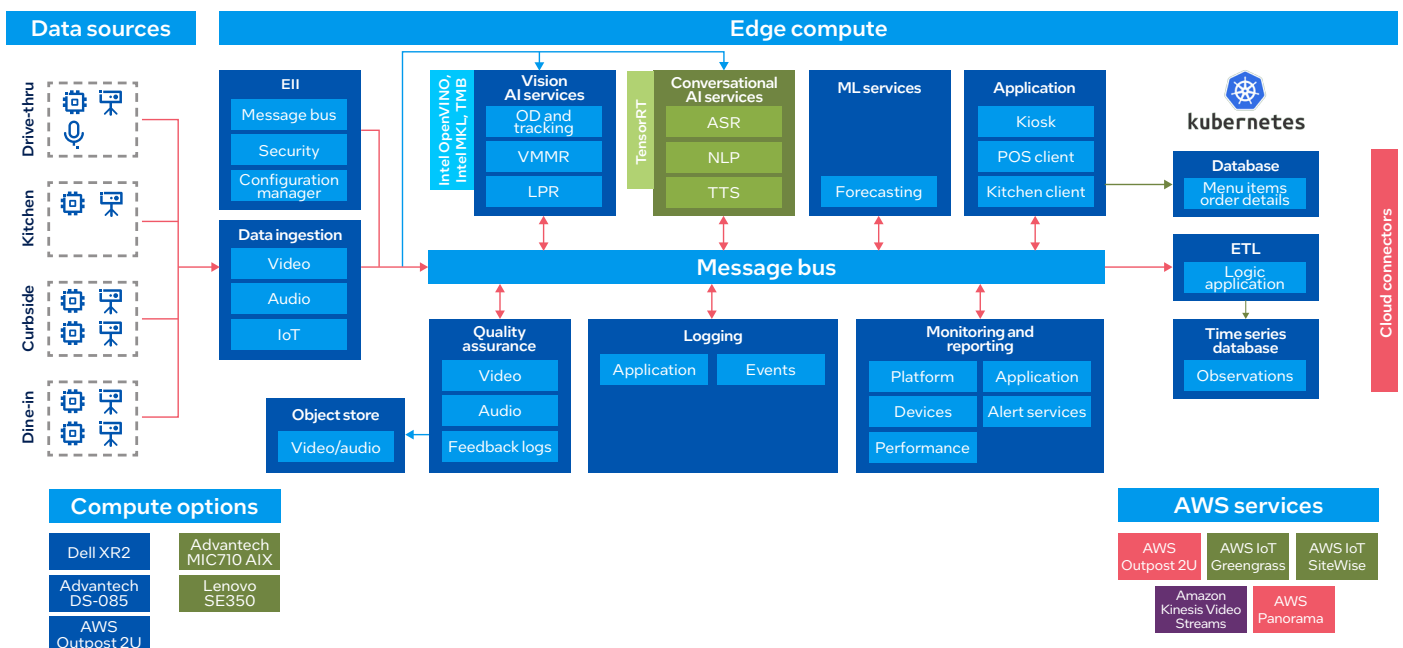 Data sources
Edge compute
Drive-thru
Kitchen
Curbside
Dine-in
EII
Message bus
Security
Configuration
manager
Data ingestion
Video
Audio
IoT
Intel OpenVINO,
Intel MKL, TMB
Vision
AI services
OD and
tracking
VMMR
LPR
TensorRT
Conversational
AI services
ASR
NLP
TTS
ML services
Forecasting
Application
Kiosk
POS client
Kitchen client
kubernetes
Database
Menu items
order details
ETL
Logic
application
Time series
database
Observations
Cloud connectors
Message bus
Quality
assurance
Video
Audio
Feedback logs
Object store
Video/audio
Logging
Application
Events
Monitoring and
reporting
Platform
Application
Devices
Alert services
Performance
Compute options
Dell XR2
Advantech
MIC710 AIX
Advantech
DS-085
Lenovo
SE350
AWS
Outpost 2U
AWS services
AWS
Outpost 2U
AWS IoT
Greengrass
AWS IoT
SiteWise
Amazon
Kinesis Video
Streams
AWS
Panorama